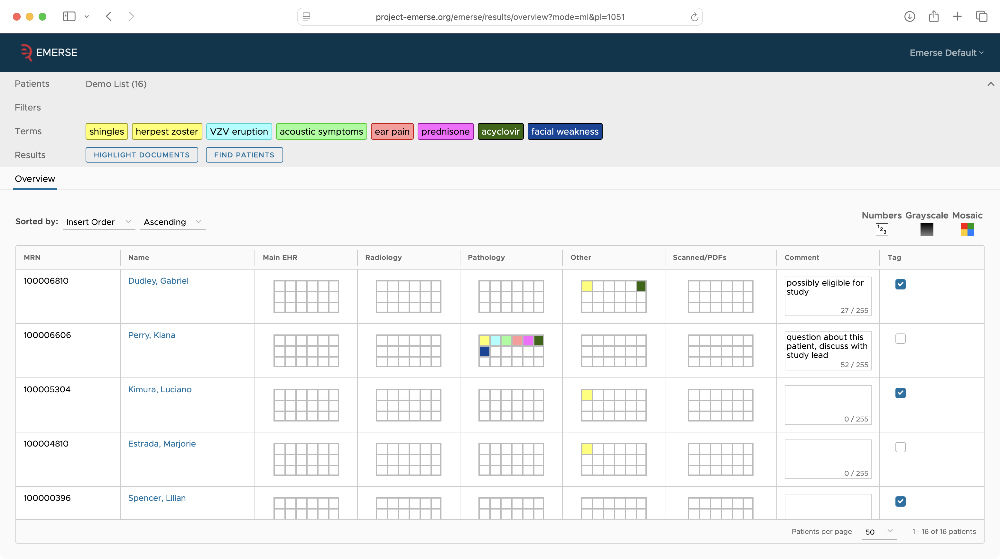 project-emerse.org/emerse/results/overview?mode=ml&pl=1051
EMERSE
Emerse Default
Patients Demo List (16)
Filters
Terms shingles herpest zoster VZV eruption acoustic symptoms ear pain prednisone acyclovir facial weakness
Results HIGHLIGHT DOCUMENTS FIND PATIENTS
Overview
Sorted by: Insert Order Ascending
Numbers Grayscale Mosaic
1 2 3
MRN Name Main EHR Radiology Pathology Other Scanned/PDFs Comment Tag
100006810 Dudley, Gabriel
possibly eligible for
study
27 / 255
100006606 Perry, Kiana
question about this
patient, discuss with
study lead
52 / 255
100005304 Kimura, Luciano
0 / 255
100004810 Estrada, Marjorie
0 / 255
100000396 Spencer, Lilian
Patients per page 50 1 - 16 of 16 patients